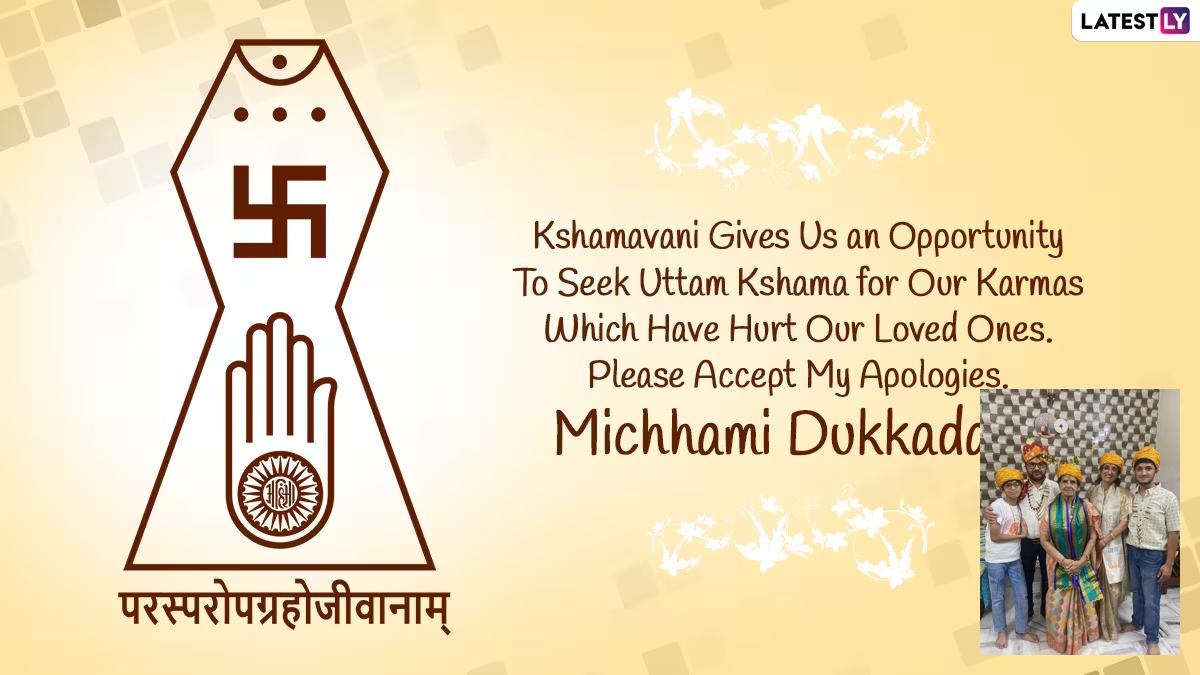 LATESTLY
Kshamavani Gives Us an Opportunity
To Seek Uttam Kshama for Our Karmas
Which Have Hurt Our Loved Ones.
Please Accept My Apologies.
Michhami Dukkada
परस्परोपग्रहोजीवानाम्